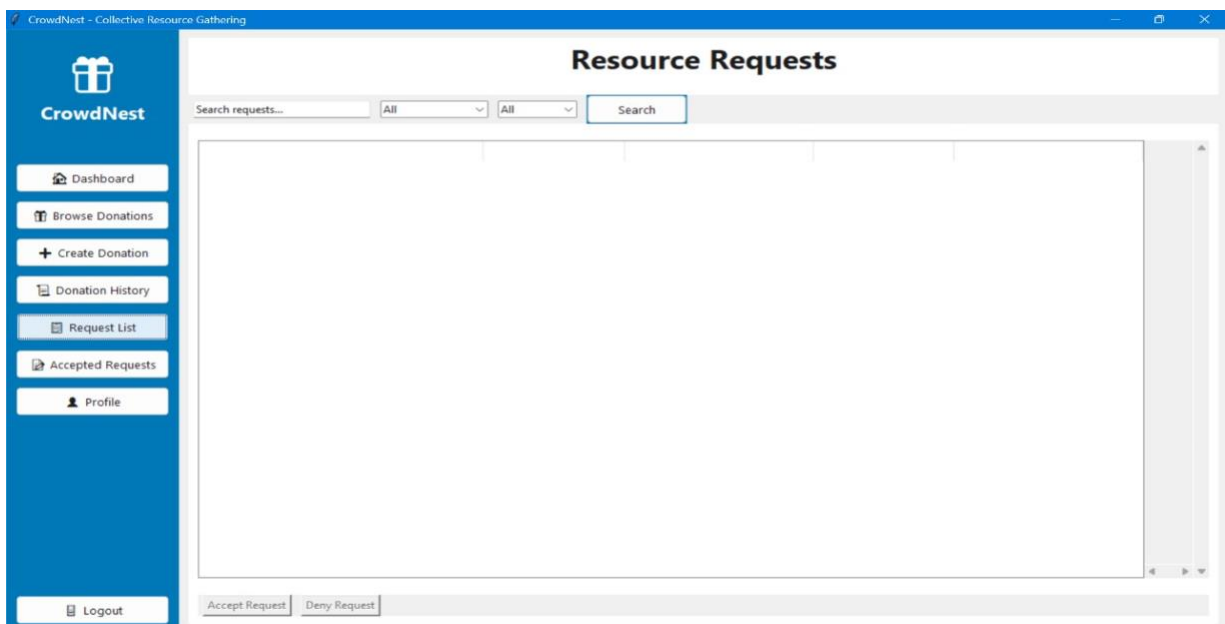 CrowdNest - Collective Resource Gathering
CrowdNest
Dashboard
Browse Donations
Create Donation
Donation History
Request List
Accepted Requests
Profile
Logout
Resource Requests
Search requests...
All
All
Search
Accept Request
Deny Request